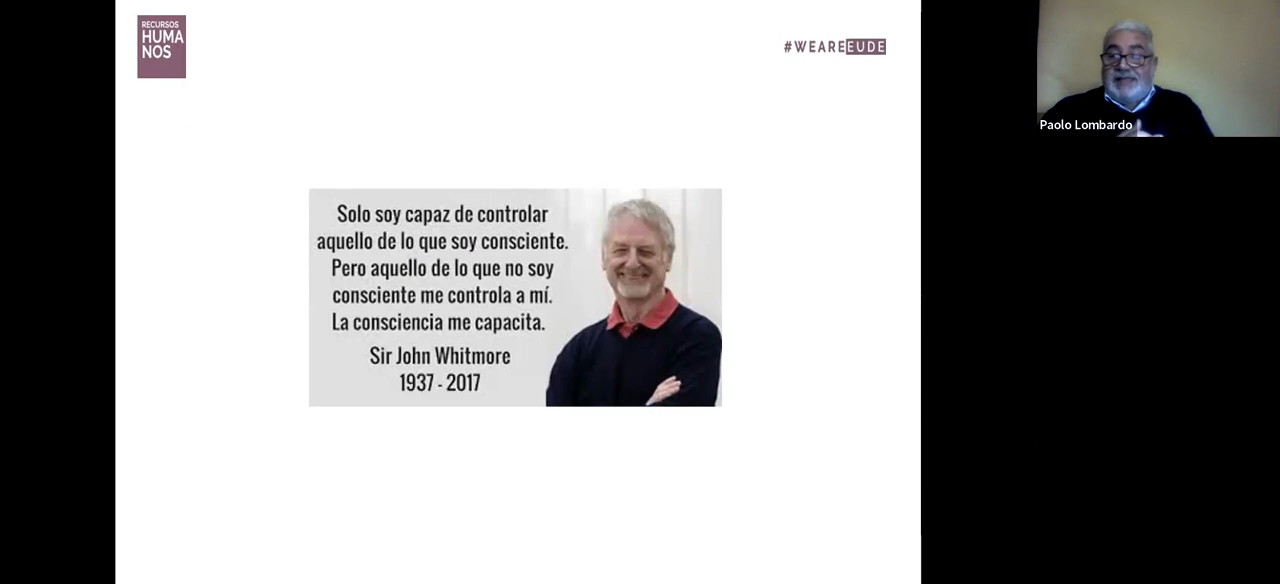 RECURSOS
HUMA
NOS
#WEAREEUDE
Paolo Lombardo
Solo soy capaz de controlar
aquello de lo que soy consciente.
Pero aquello de lo que no soy
consciente me controla a mí.
La consciencia me capacita.
Sir John Whitmore
1937 - 2017